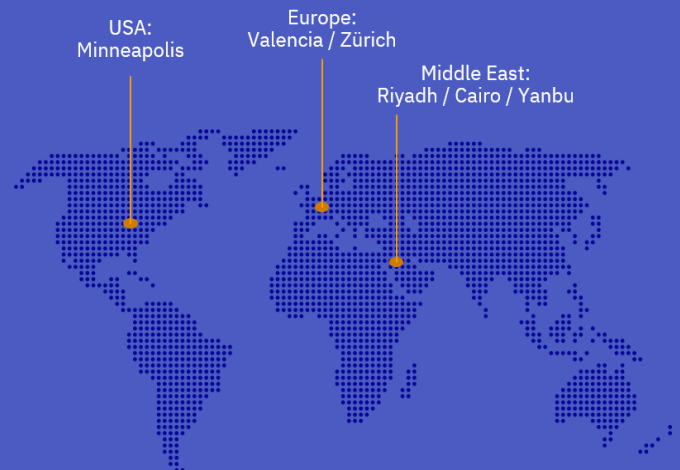 USA:
Minneapolis
Europe:
Valencia / Zürich
Middle East:
Riyadh / Cairo / Yanbu